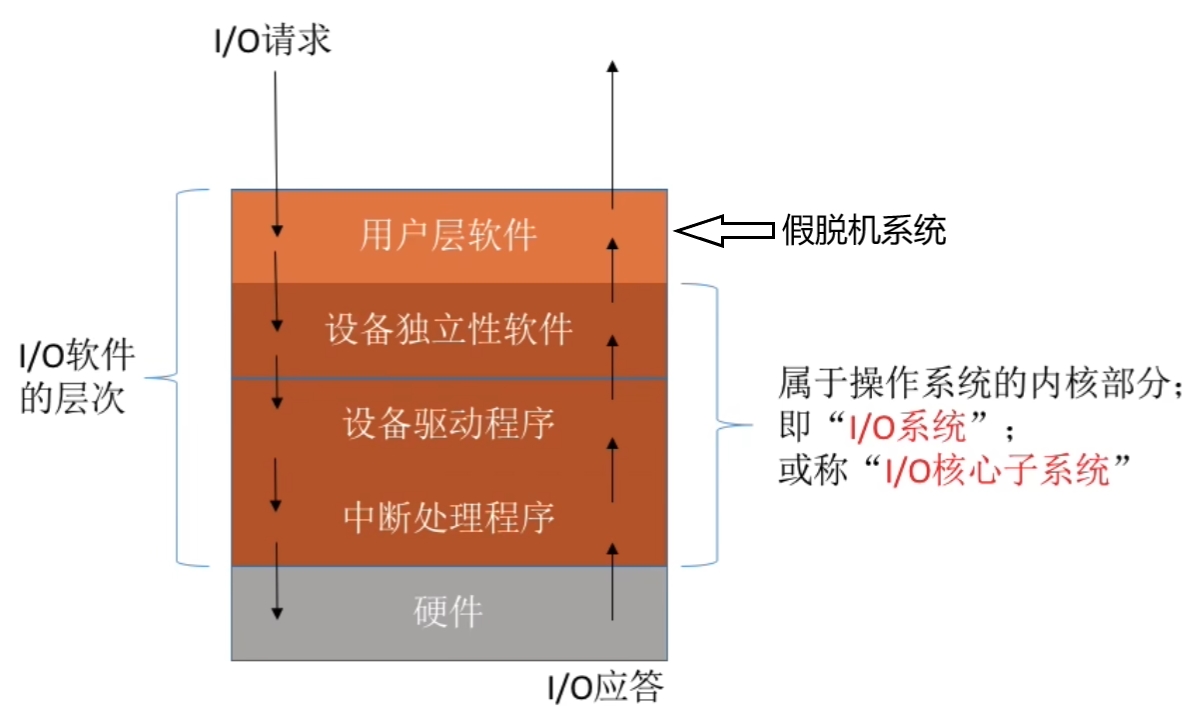 I/O请求
用户层软件
假脱机系统
设备独立性软件
I/O软件
的层次
设备驱动程序
属于操作系统的内核部分；
即“I/O系统”；
或称“I/O核心子系统”
中断处理程序
硬件
I/O应答